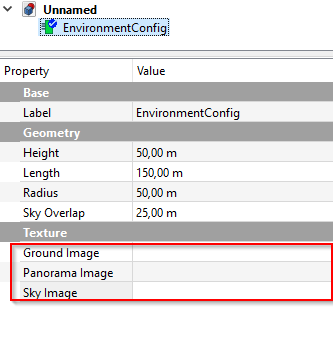 Unnamed
EnvironmentConfig
Property Value
Base
Label EnvironmentConfig
Geometry
Height 50,00 m
Length 150,00 m
Radius 50,00 m
Sky Overlap 25,00 m
Texture
Ground Image
Panorama Image
Sky Image